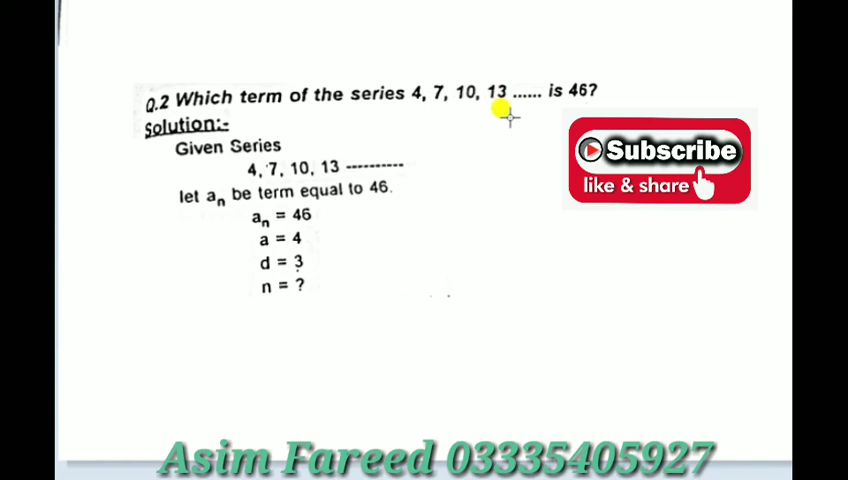 Q.2 Which term of the series 4, 7, 10, 13 ...... is 46?
Solution:-
Given Series
4, 7, 10, 13 ----------
let an be term equal to 46.
an = 46
a = 4
d = 3
n = ?
Subscribe
like & share
Asim Fareed 03335405927